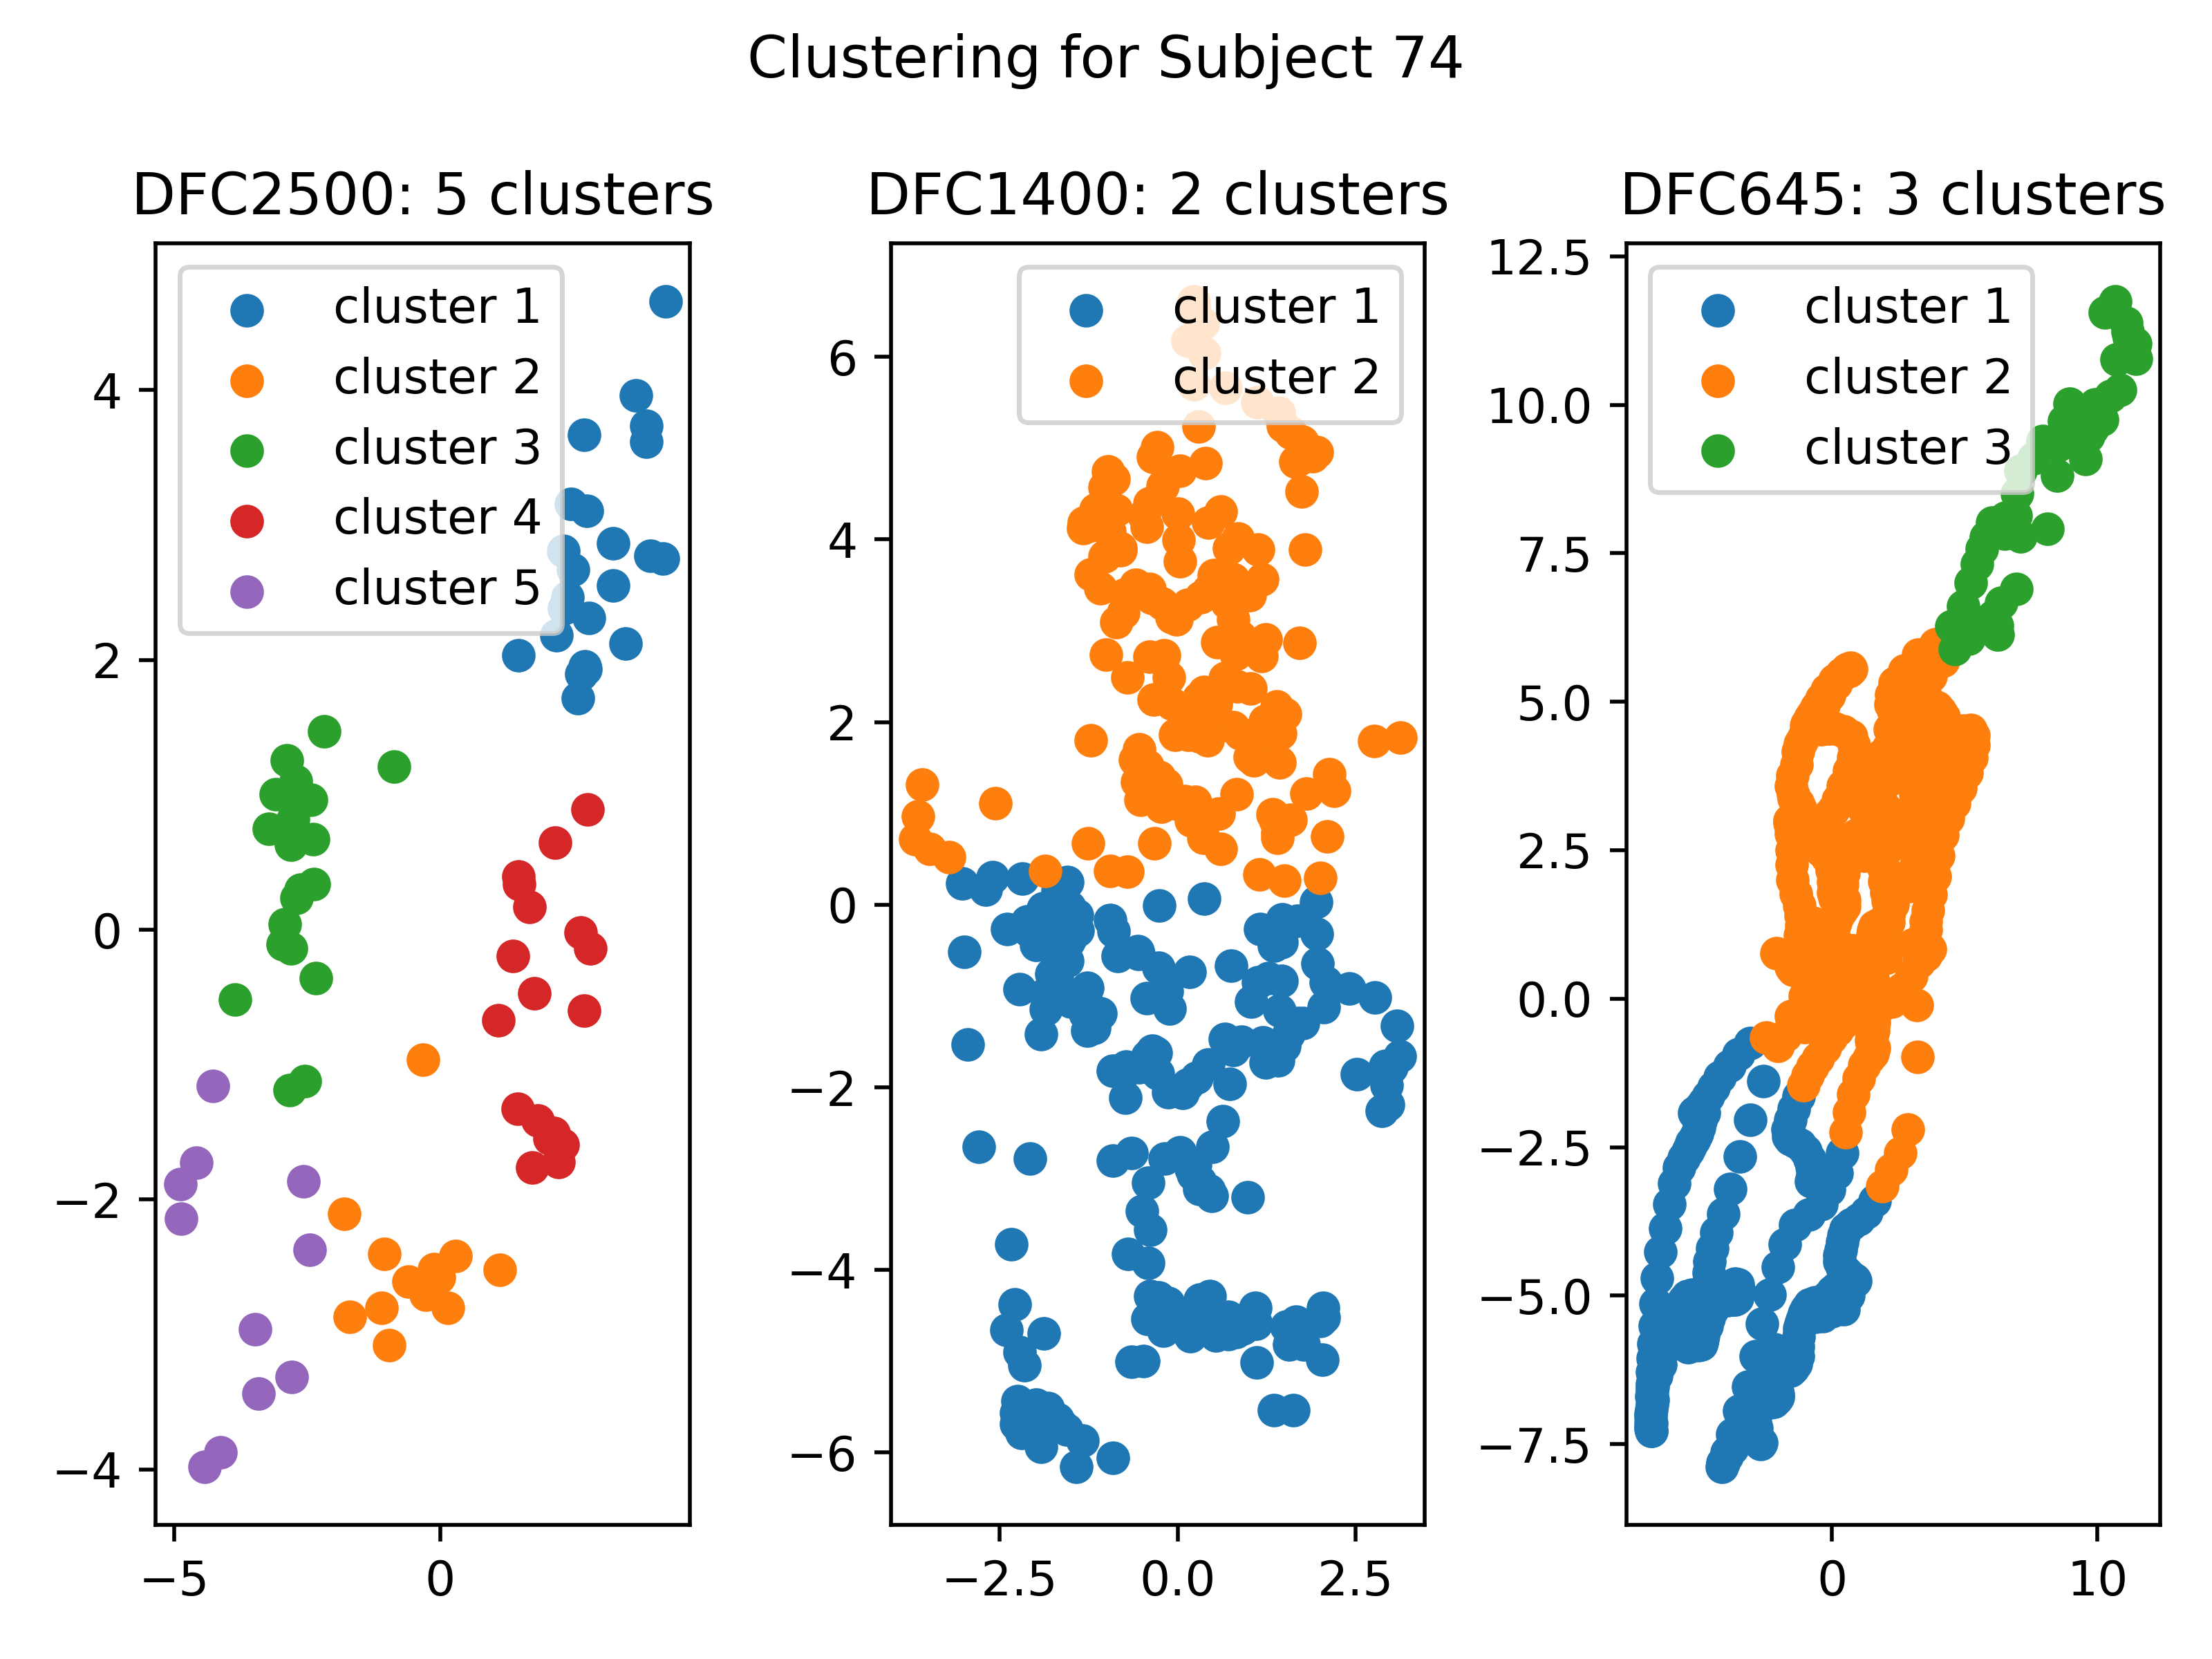 Clustering for Subject 74
DFC2500: 5 clusters
cluster 1
cluster 2
cluster 3
cluster 4
cluster 5
4
2
0
−2
−4
−5
0
DFC1400: 2 clusters
cluster 1
cluster 2
6
4
2
0
−2
−4
−6
−2.5
0.0
2.5
DFC645: 3 clusters
cluster 1
cluster 2
cluster 3
12.5
10.0
7.5
5.0
2.5
0.0
−2.5
−5.0
−7.5
0
10